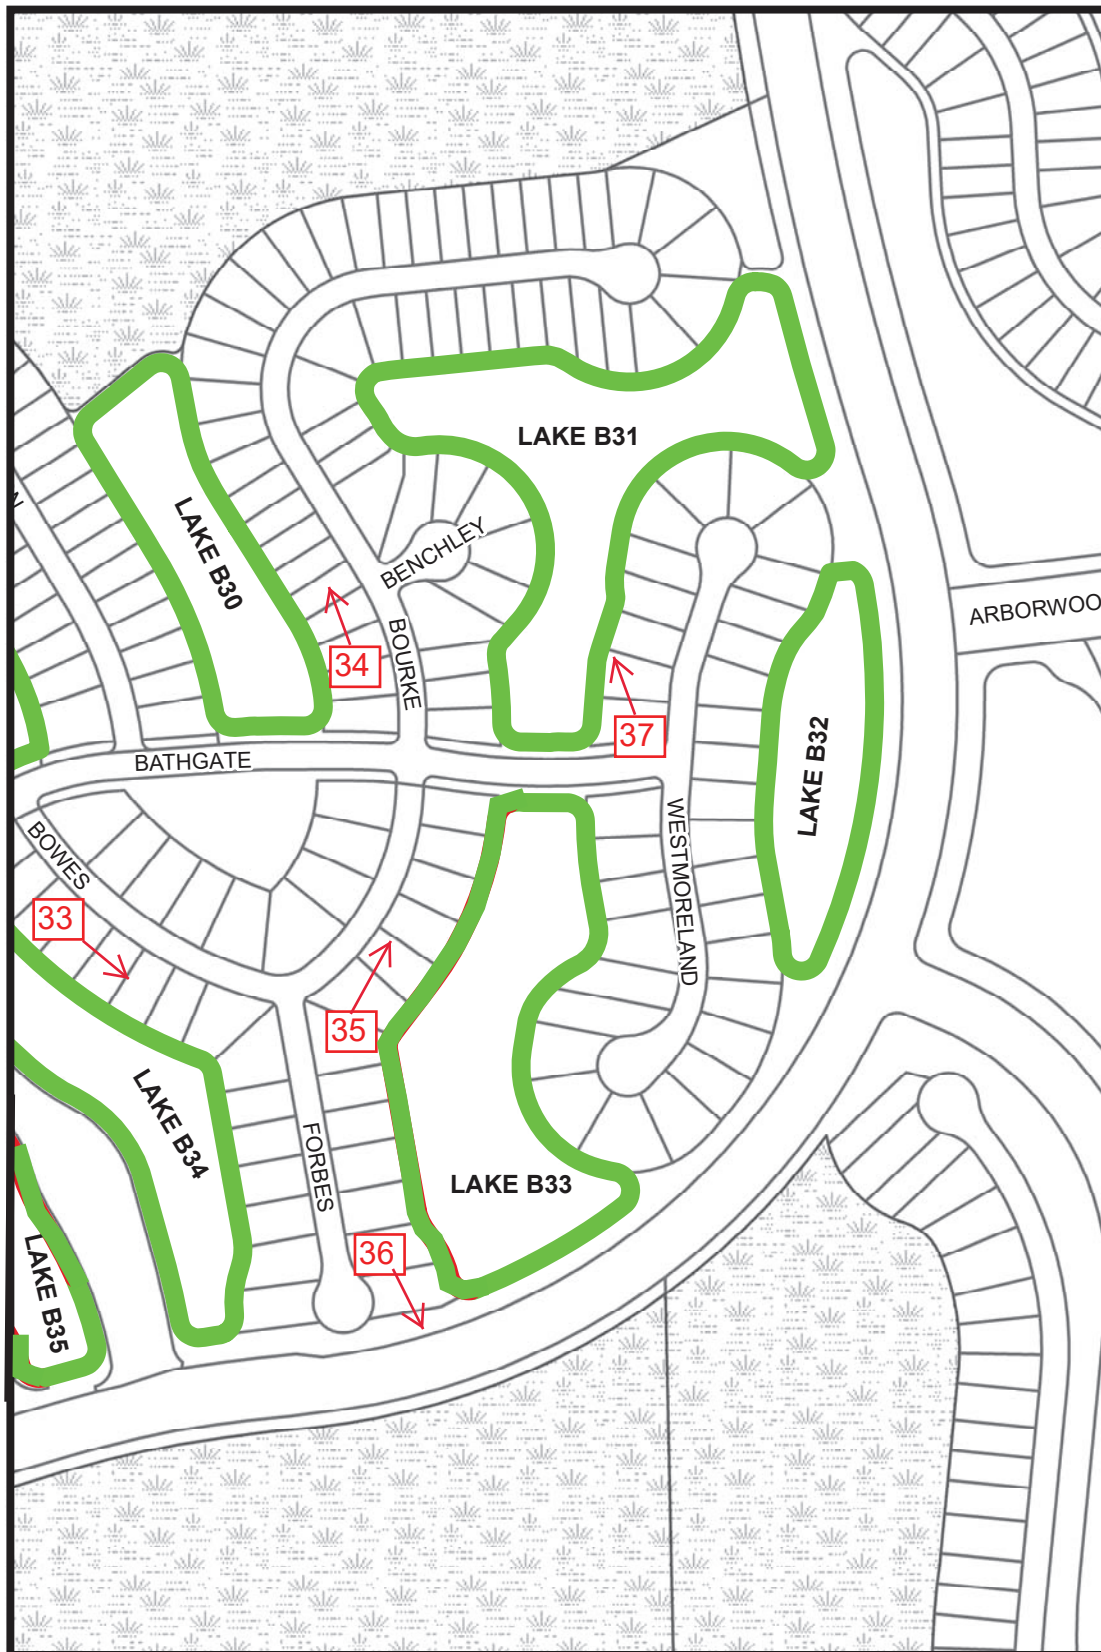 LAKE B31
BENCHLEY
LAKE B30
ARBORWOO
BOURKE
34
37
LAKE B32
BATHGATE
WESTMORELAND
BOWES
33
35
LAKE B34
FORBES
LAKE B33
36
LAKE B35